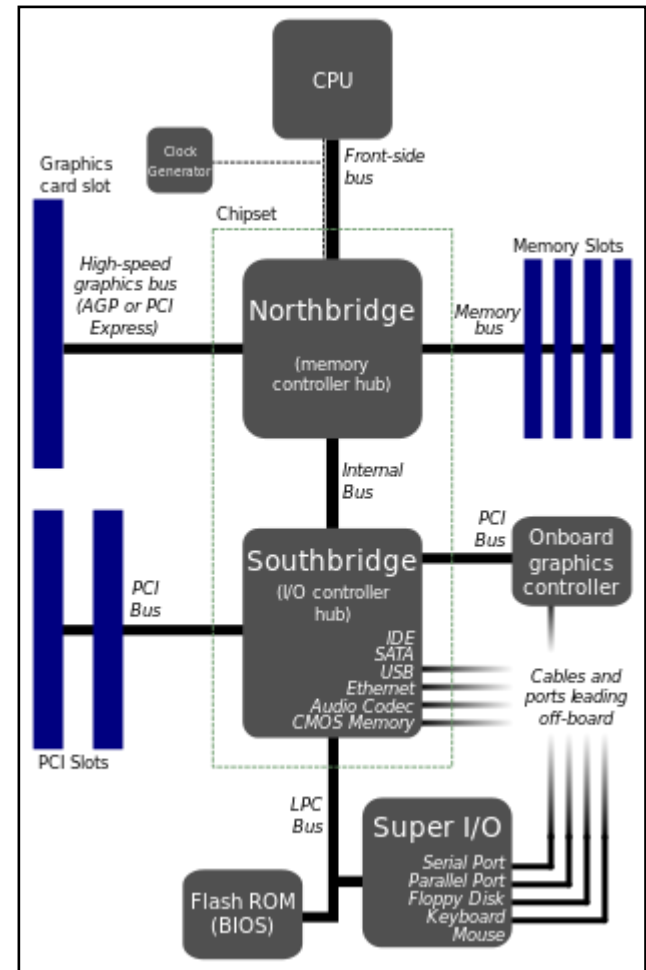 CPU
Clock
Generator
Front-side
bus
Graphics
card slot
Chipset
High-speed
graphics bus
(AGP or PCI
Express)
Northbridge
(memory
controller hub)
Memory Slots
Memory
bus
Internal
Bus
PCI
Bus
Onboard
graphics
controller
Southbridge
(I/O controller
hub)
PCI
Bus
IDE
SATA
USB
Ethernet
Audio Codec
CMOS Memory
Cables and
ports leading
off-board
PCI Slots
LPC
Bus
Super I/O
Serial Port
Parallel Port
Floppy Disk
Keyboard
Mouse
Flash ROM
(BIOS)